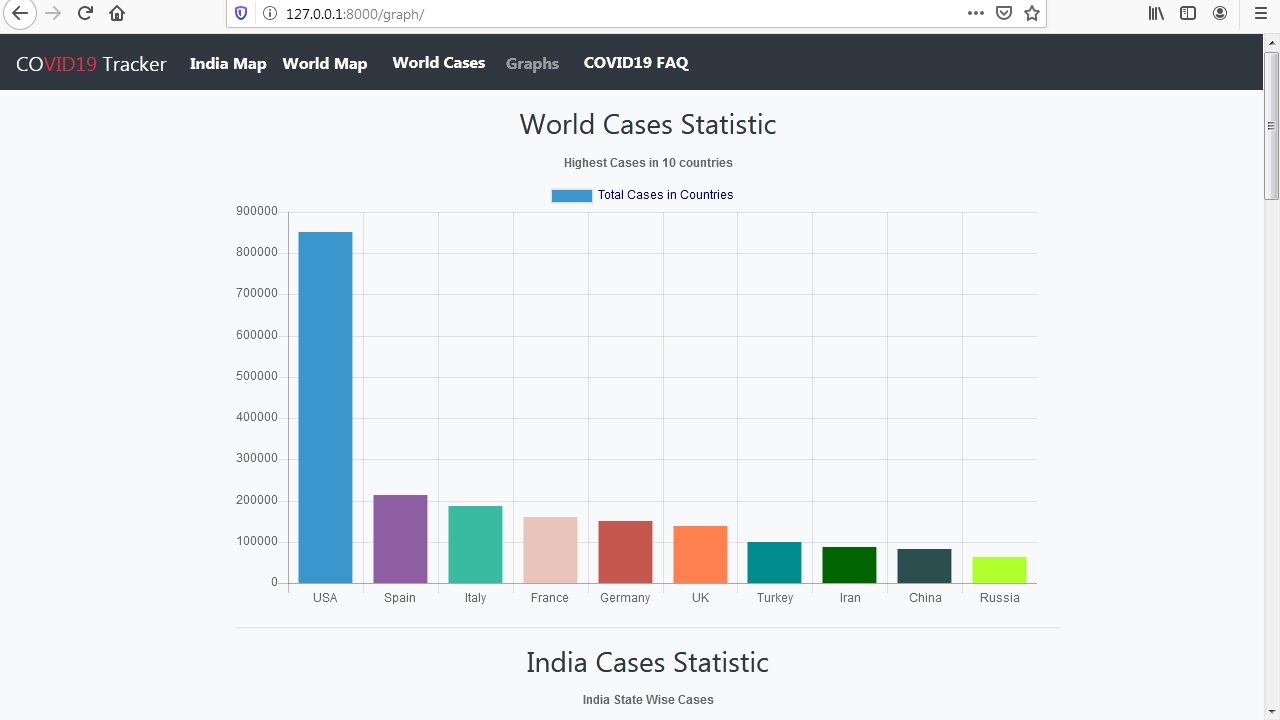 127.0.0.1:8000/graph/
COVID19 Tracker India Map World Map World Cases Graphs COVID19 FAQ
World Cases Statistic
Highest Cases in 10 countries
Total Cases in Countries
900000
800000
700000
600000
500000
400000
300000
200000
100000
0
USA Spain Italy France Germany UK Turkey Iran China Russia
India Cases Statistic
India State Wise Cases